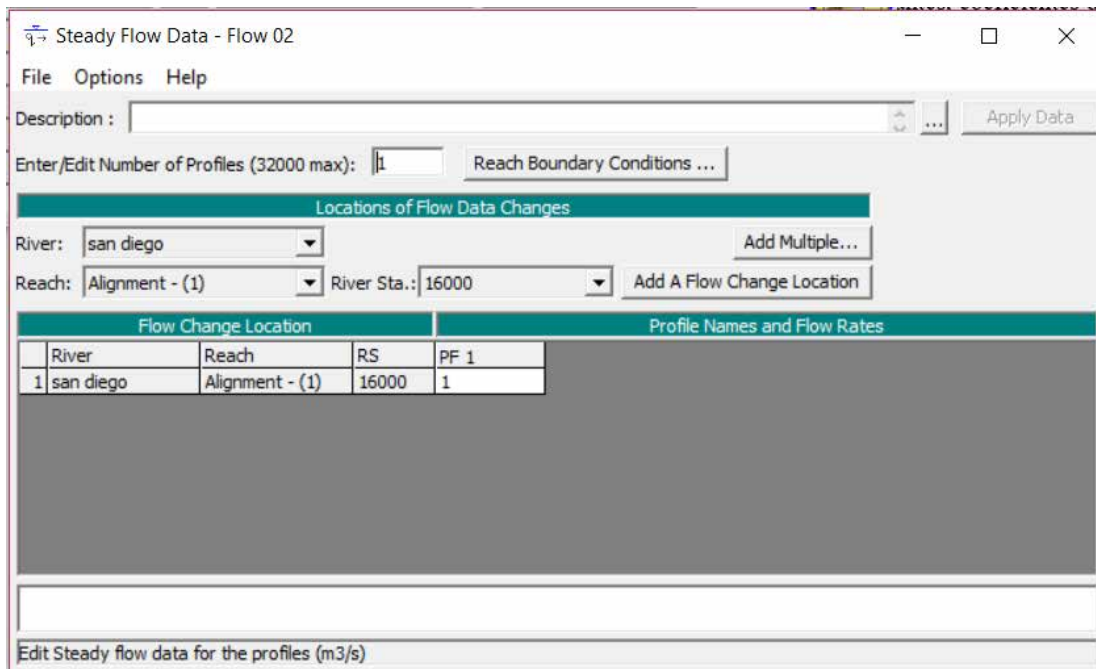 Steady Flow Data - Flow 02
File Options Help
Description : ... Apply Data
Enter/Edit Number of Profiles (32000 max): 1 Reach Boundary Conditions ...
Locations of Flow Data Changes
River: san diego Add Multiple...
Reach: Alignment - (1) River Sta.: 16000 Add A Flow Change Location
Flow Change Location Profile Names and Flow Rates
River Reach RS PF 1
1 san diego Alignment - (1) 16000 1
Edit Steady flow data for the profiles (m3/s)